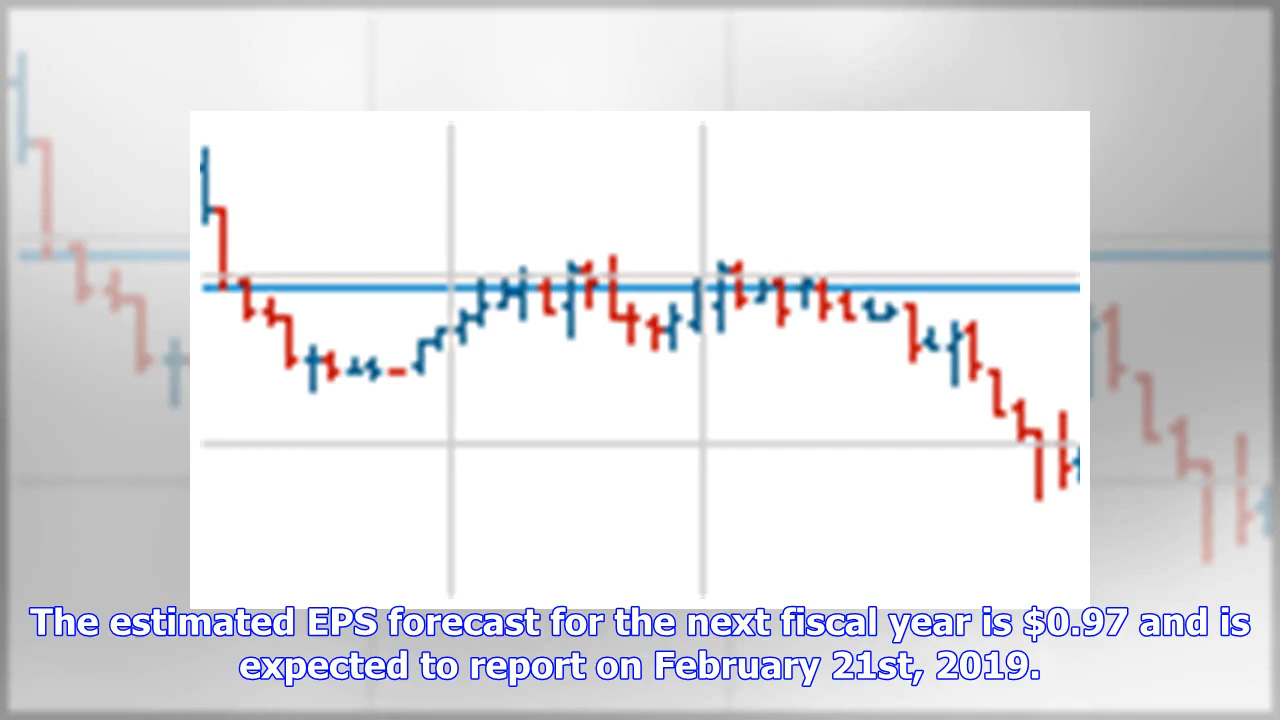 The estimated EPS forecast for the next fiscal year is $0.97 and is
expected to report on February 21st, 2019.